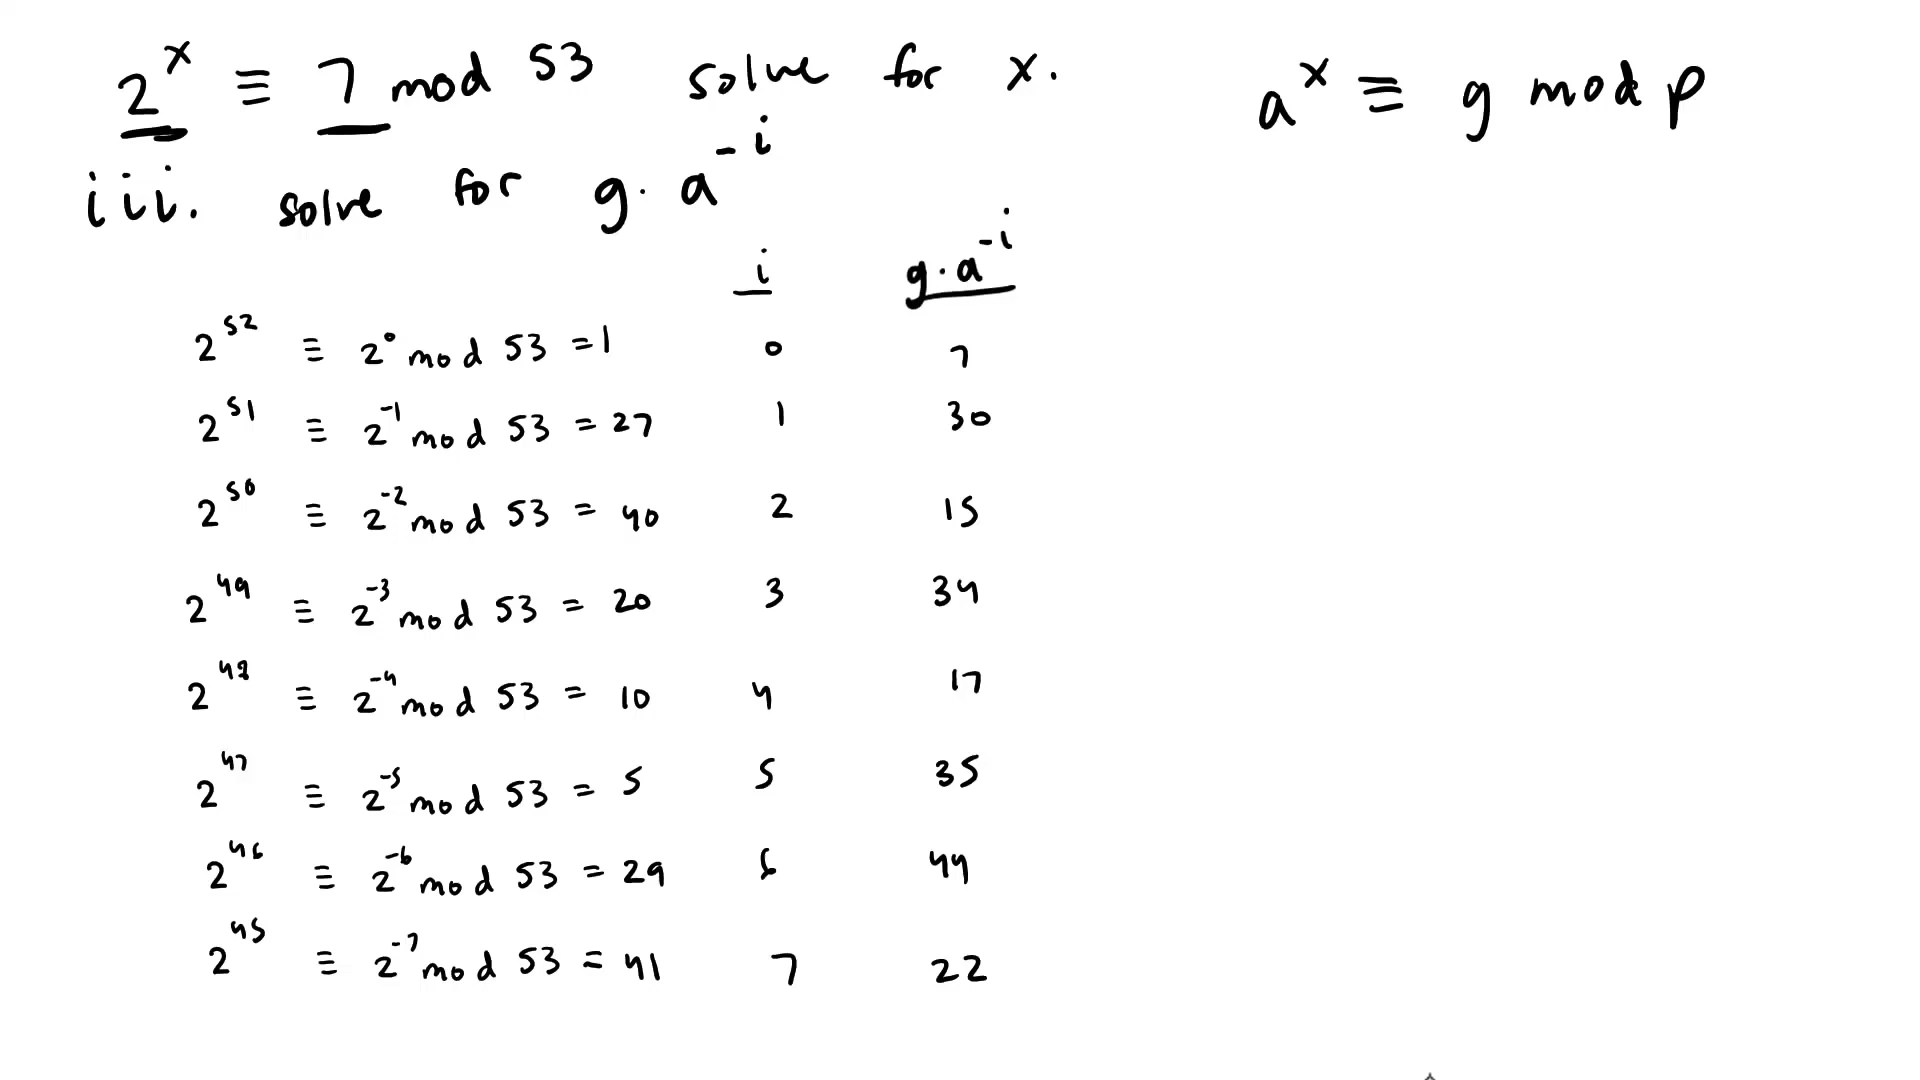 2^x ≡ 7 mod 53 solve for x. a^x ≡ g mod p
iii. solve for g · a^-i
i g · a^-i
2^52 ≡ 2^0 mod 53 = 1 0 7
2^51 ≡ 2^-1 mod 53 = 27 1 30
2^50 ≡ 2^-2 mod 53 = 40 2 15
2^49 ≡ 2^-3 mod 53 = 20 3 34
2^48 ≡ 2^-4 mod 53 = 10 4 17
2^47 ≡ 2^-5 mod 53 = 5 5 35
2^46 ≡ 2^-6 mod 53 = 29 6 44
2^45 ≡ 2^-7 mod 53 = 41 7 22